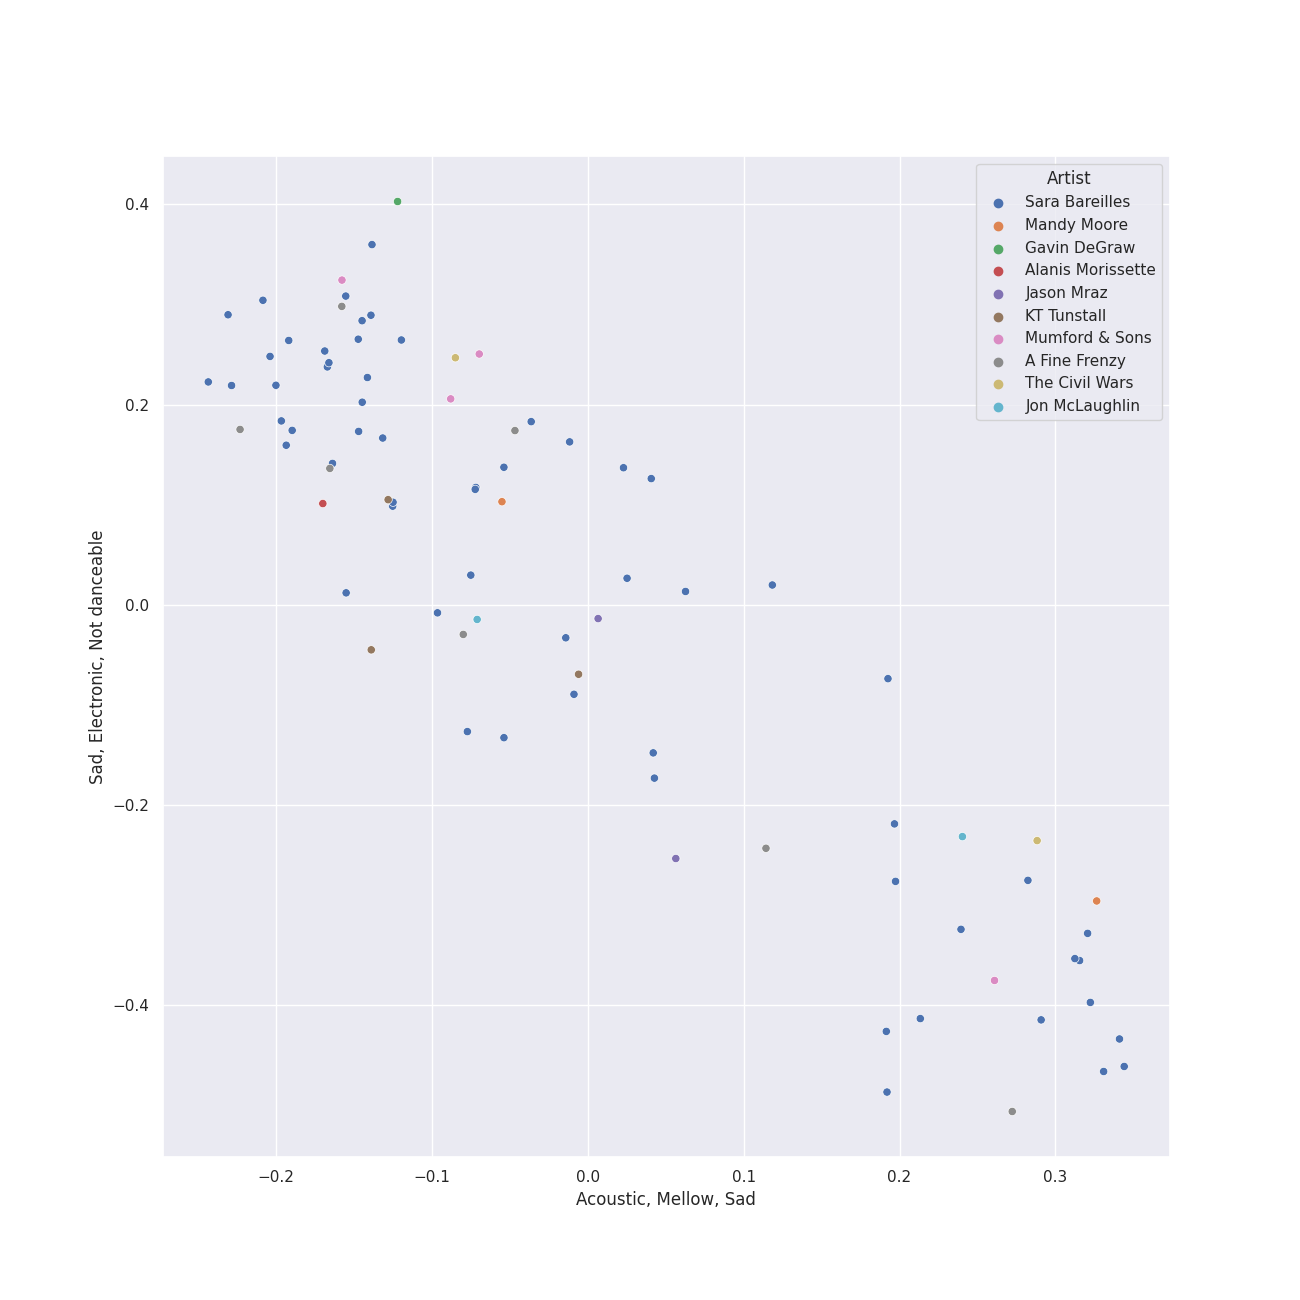 Artist
Sara Bareilles
Mandy Moore
Gavin DeGraw
Alanis Morissette
Jason Mraz
KT Tunstall
Mumford & Sons
A Fine Frenzy
The Civil Wars
Jon McLaughlin
0.4
0.2
0.0
−0.2
−0.4
Sad, Electronic, Not danceable
−0.2 −0.1 0.0 0.1 0.2 0.3
Acoustic, Mellow, Sad